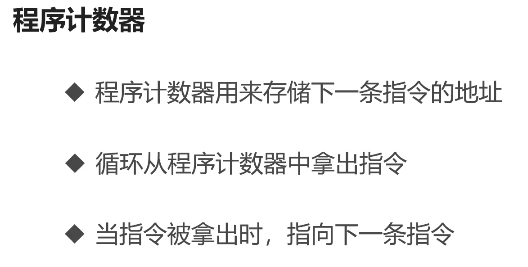 程序计数器
◆ 程序计数器用来存储下一条指令的地址
◆ 循环从程序计数器中拿出指令
◆ 当指令被拿出时，指向下一条指令